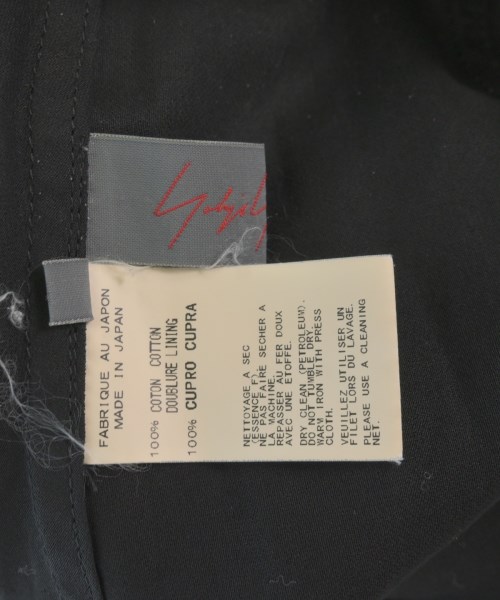 Yohji Y
FABRIQUE AU JAPON
MADE IN JAPAN
100% COTON COTTON
DOUBLURE LINING
100% CUPRO CUPRA
NETTOYAGE A SEC
(ESSENCE F).
NE PAS FAIRE SECHER A
LA MACHINE.
REPASSER AU FER DOUX
AVEC UNE ETOFFE.
DRY CLEAN (PETROLEUM).
DO NOT TUMBLE DRY.
WARM IRON WITH PRESS
CLOTH.
VEUILLEZ UTILISER UN
FILET LORS DU LAVAGE.
PLEASE USE A CLEANING
NET.